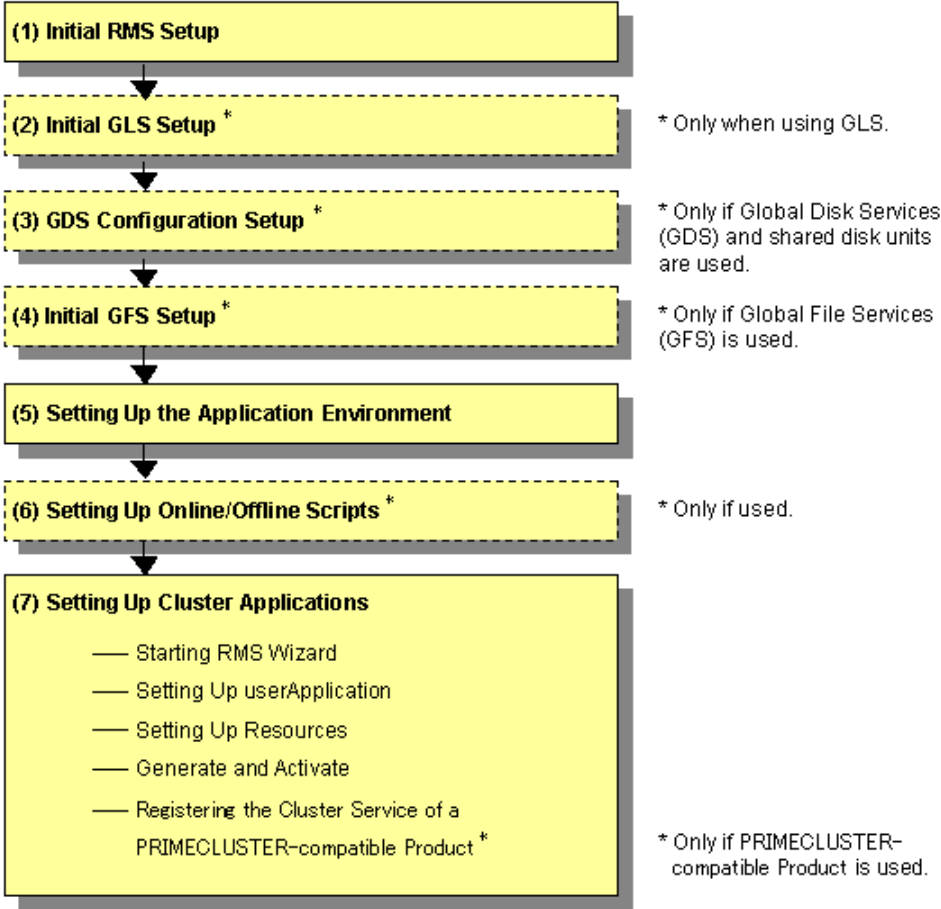 (1) Initial RMS Setup
(2) Initial GLS Setup *
* Only when using GLS.
(3) GDS Configuration Setup *
* Only if Global Disk Services
(GDS) and shared disk units
are used.
(4) Initial GFS Setup *
* Only if Global File Services
(GFS) is used.
(5) Setting Up the Application Environment
(6) Setting Up Online/Offline Scripts *
* Only if used.
(7) Setting Up Cluster Applications
— Starting RMS Wizard
— Setting Up userApplication
— Setting Up Resources
— Generate and Activate
— Registering the Cluster Service of a
PRIMECLUSTER-compatible Product *
* Only if PRIMECLUSTER-
compatible Product is used.